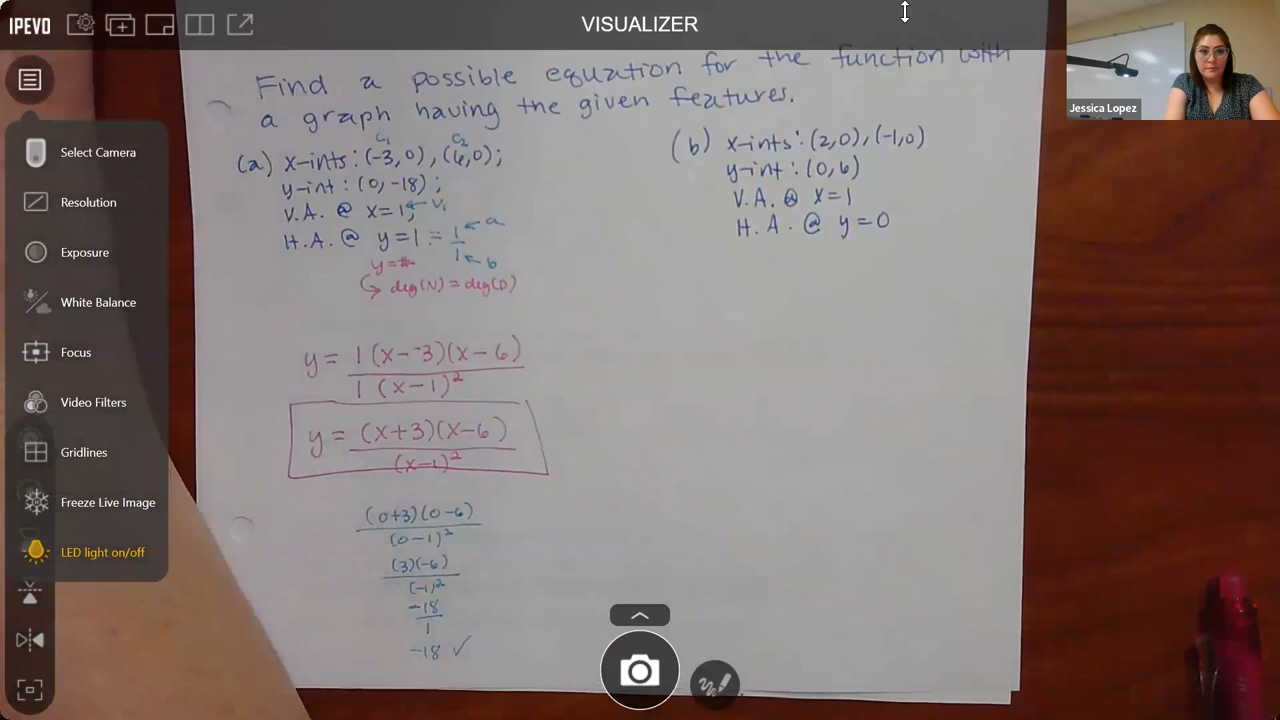 IPEVO
VISUALIZER
Jessica Lopez
Select Camera
Resolution
Exposure
White Balance
Focus
Video Filters
Gridlines
Freeze Live Image
LED light on/off
Find a possible equation for the function with
a graph having the given features.
C₁ C₂
(a) x-ints: (-3,0), (6,0);
y-int: (0,-18);
V.A. @ x=1; ← V₁
H.A. @ y=1 = 1/1 ← a ← b
y=#
↳ deg(N) = deg(D)
y = 1(x--3)(x-6)
1 (x-1)²
y = (x+3)(x-6)
(x-1)²
(0+3)(0-6)
(0-1)²
(3)(-6)
(-1)²
-18
1
-18 ✓
(b) x-ints: (2,0), (-1,0)
y-int: (0,6)
V.A. @ x=1
H.A. @ y=0